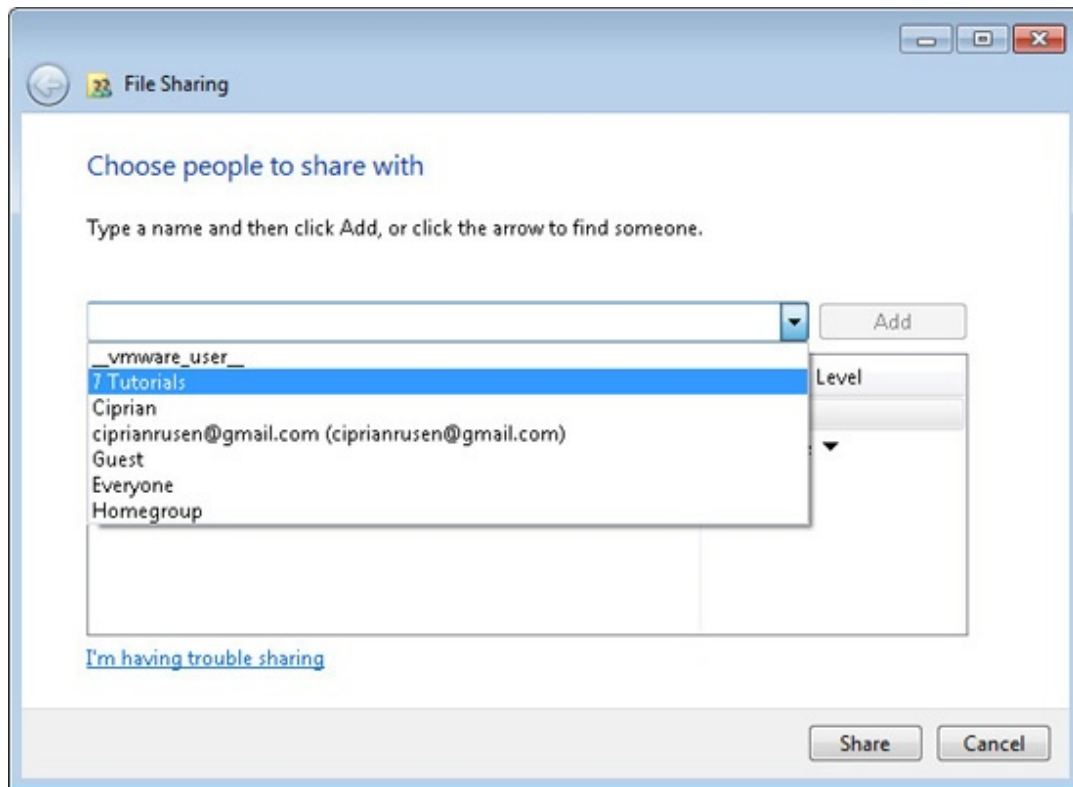 File Sharing
Choose people to share with
Type a name and then click Add, or click the arrow to find someone.
Add
__vmware_user__
7 Tutorials
Level
Ciprian
ciprianrusen@gmail.com (ciprianrusen@gmail.com)
Guest
Everyone
Homegroup
I'm having trouble sharing
Share
Cancel